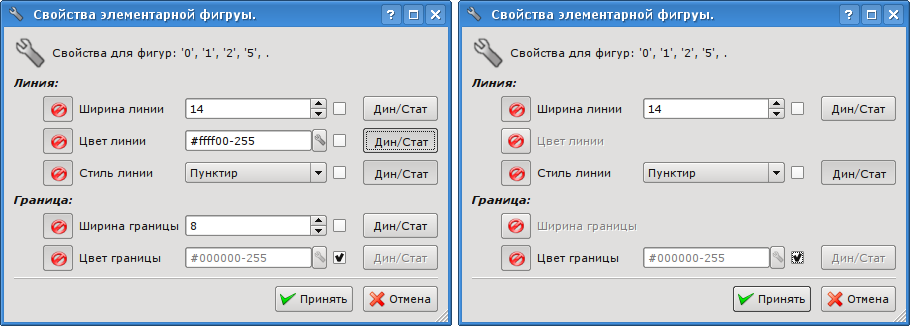 Свойства элементарной фигруы.
Свойства для фигур: '0', '1', '2', '5', .
Линия:
Ширина линии 14 Дин/Стат
Цвет линии #ffff00-255 Дин/Стат
Стиль линии Пунктир Дин/Стат
Граница:
Ширина границы 8 Дин/Стат
Цвет границы #000000-255 Дин/Стат
Принять Отмена
Свойства элементарной фигруы.
Свойства для фигур: '0', '1', '2', '5', .
Линия:
Ширина линии 14 Дин/Стат
Цвет линии
Стиль линии Пунктир Дин/Стат
Граница:
Ширина границы
Цвет границы #000000-255 Дин/Стат
Принять Отмена